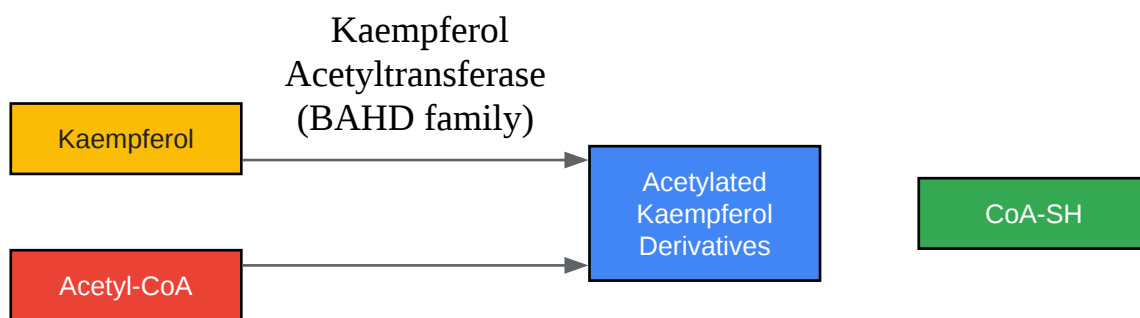 Kaempferol
Acetyltransferase
(BAHD family)
Kaempferol
Acetylated
Kaempferol
Derivatives
CoA-SH
Acetyl-CoA